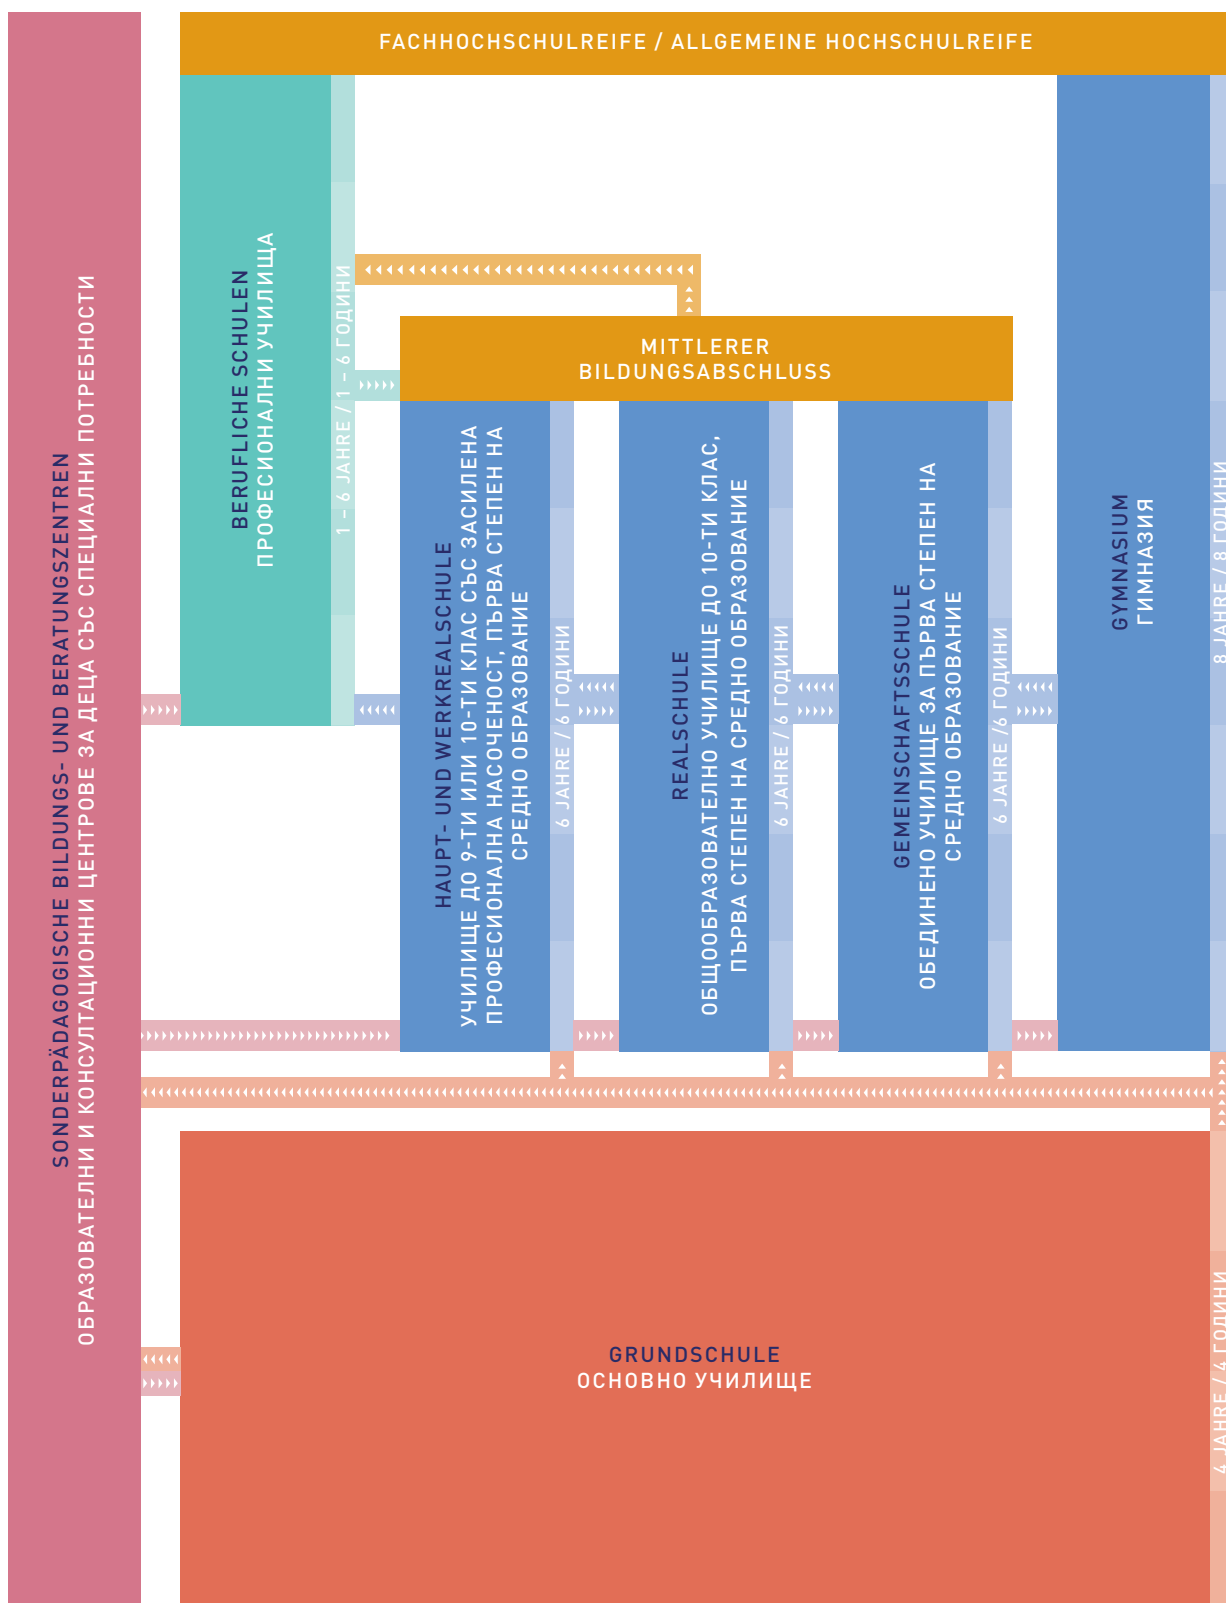 FACHHOCHSCHULREIFE / ALLGEMEINE HOCHSCHULREIFE
SONDERPÄDAGOGISCHE BILDUNGS- UND BERATUNGSZENTREN
ОБРАЗОВАТЕЛНИ И КОНСУЛТАЦИОННИ ЦЕНТРОВЕ ЗА ДЕЦА СЪС СПЕЦИАЛНИ ПОТРЕБНОСТИ
BERUFLICHE SCHULEN
ПРОФЕСИОНАЛНИ УЧИЛИЩА
1 – 6 JAHRE / 1 – 6 ГОДИНИ
MITTLERER
BILDUNGSABSCHLUSS
HAUPT- UND WERKREALSCHULE
УЧИЛИЩЕ ДО 9-ТИ ИЛИ 10-ТИ КЛАС СЪС ЗАСИЛЕНА
ПРОФЕСИОНАЛНА НАСОЧЕНОСТ, ПЪРВА СТЕПЕН НА
СРЕДНО ОБРАЗОВАНИЕ
6 JAHRE / 6 ГОДИНИ
REALSCHULE
ОБЩООБРАЗОВАТЕЛНО УЧИЛИЩЕ ДО 10-ТИ КЛАС,
ПЪРВА СТЕПЕН НА СРЕДНО ОБРАЗОВАНИЕ
6 JAHRE / 6 ГОДИНИ
GEMEINSCHAFTSSCHULE
ОБЕДИНЕНО УЧИЛИЩЕ ЗА ПЪРВА СТЕПЕН НА
СРЕДНО ОБРАЗОВАНИЕ
6 JAHRE /6 ГОДИНИ
GYMNASIUM
ГИМНАЗИЯ
8 JAHRE / 8 ГОДИНИ
GRUNDSCHULE
ОСНОВНО УЧИЛИЩЕ
4 JAHRE / 4 ГОДИНИ